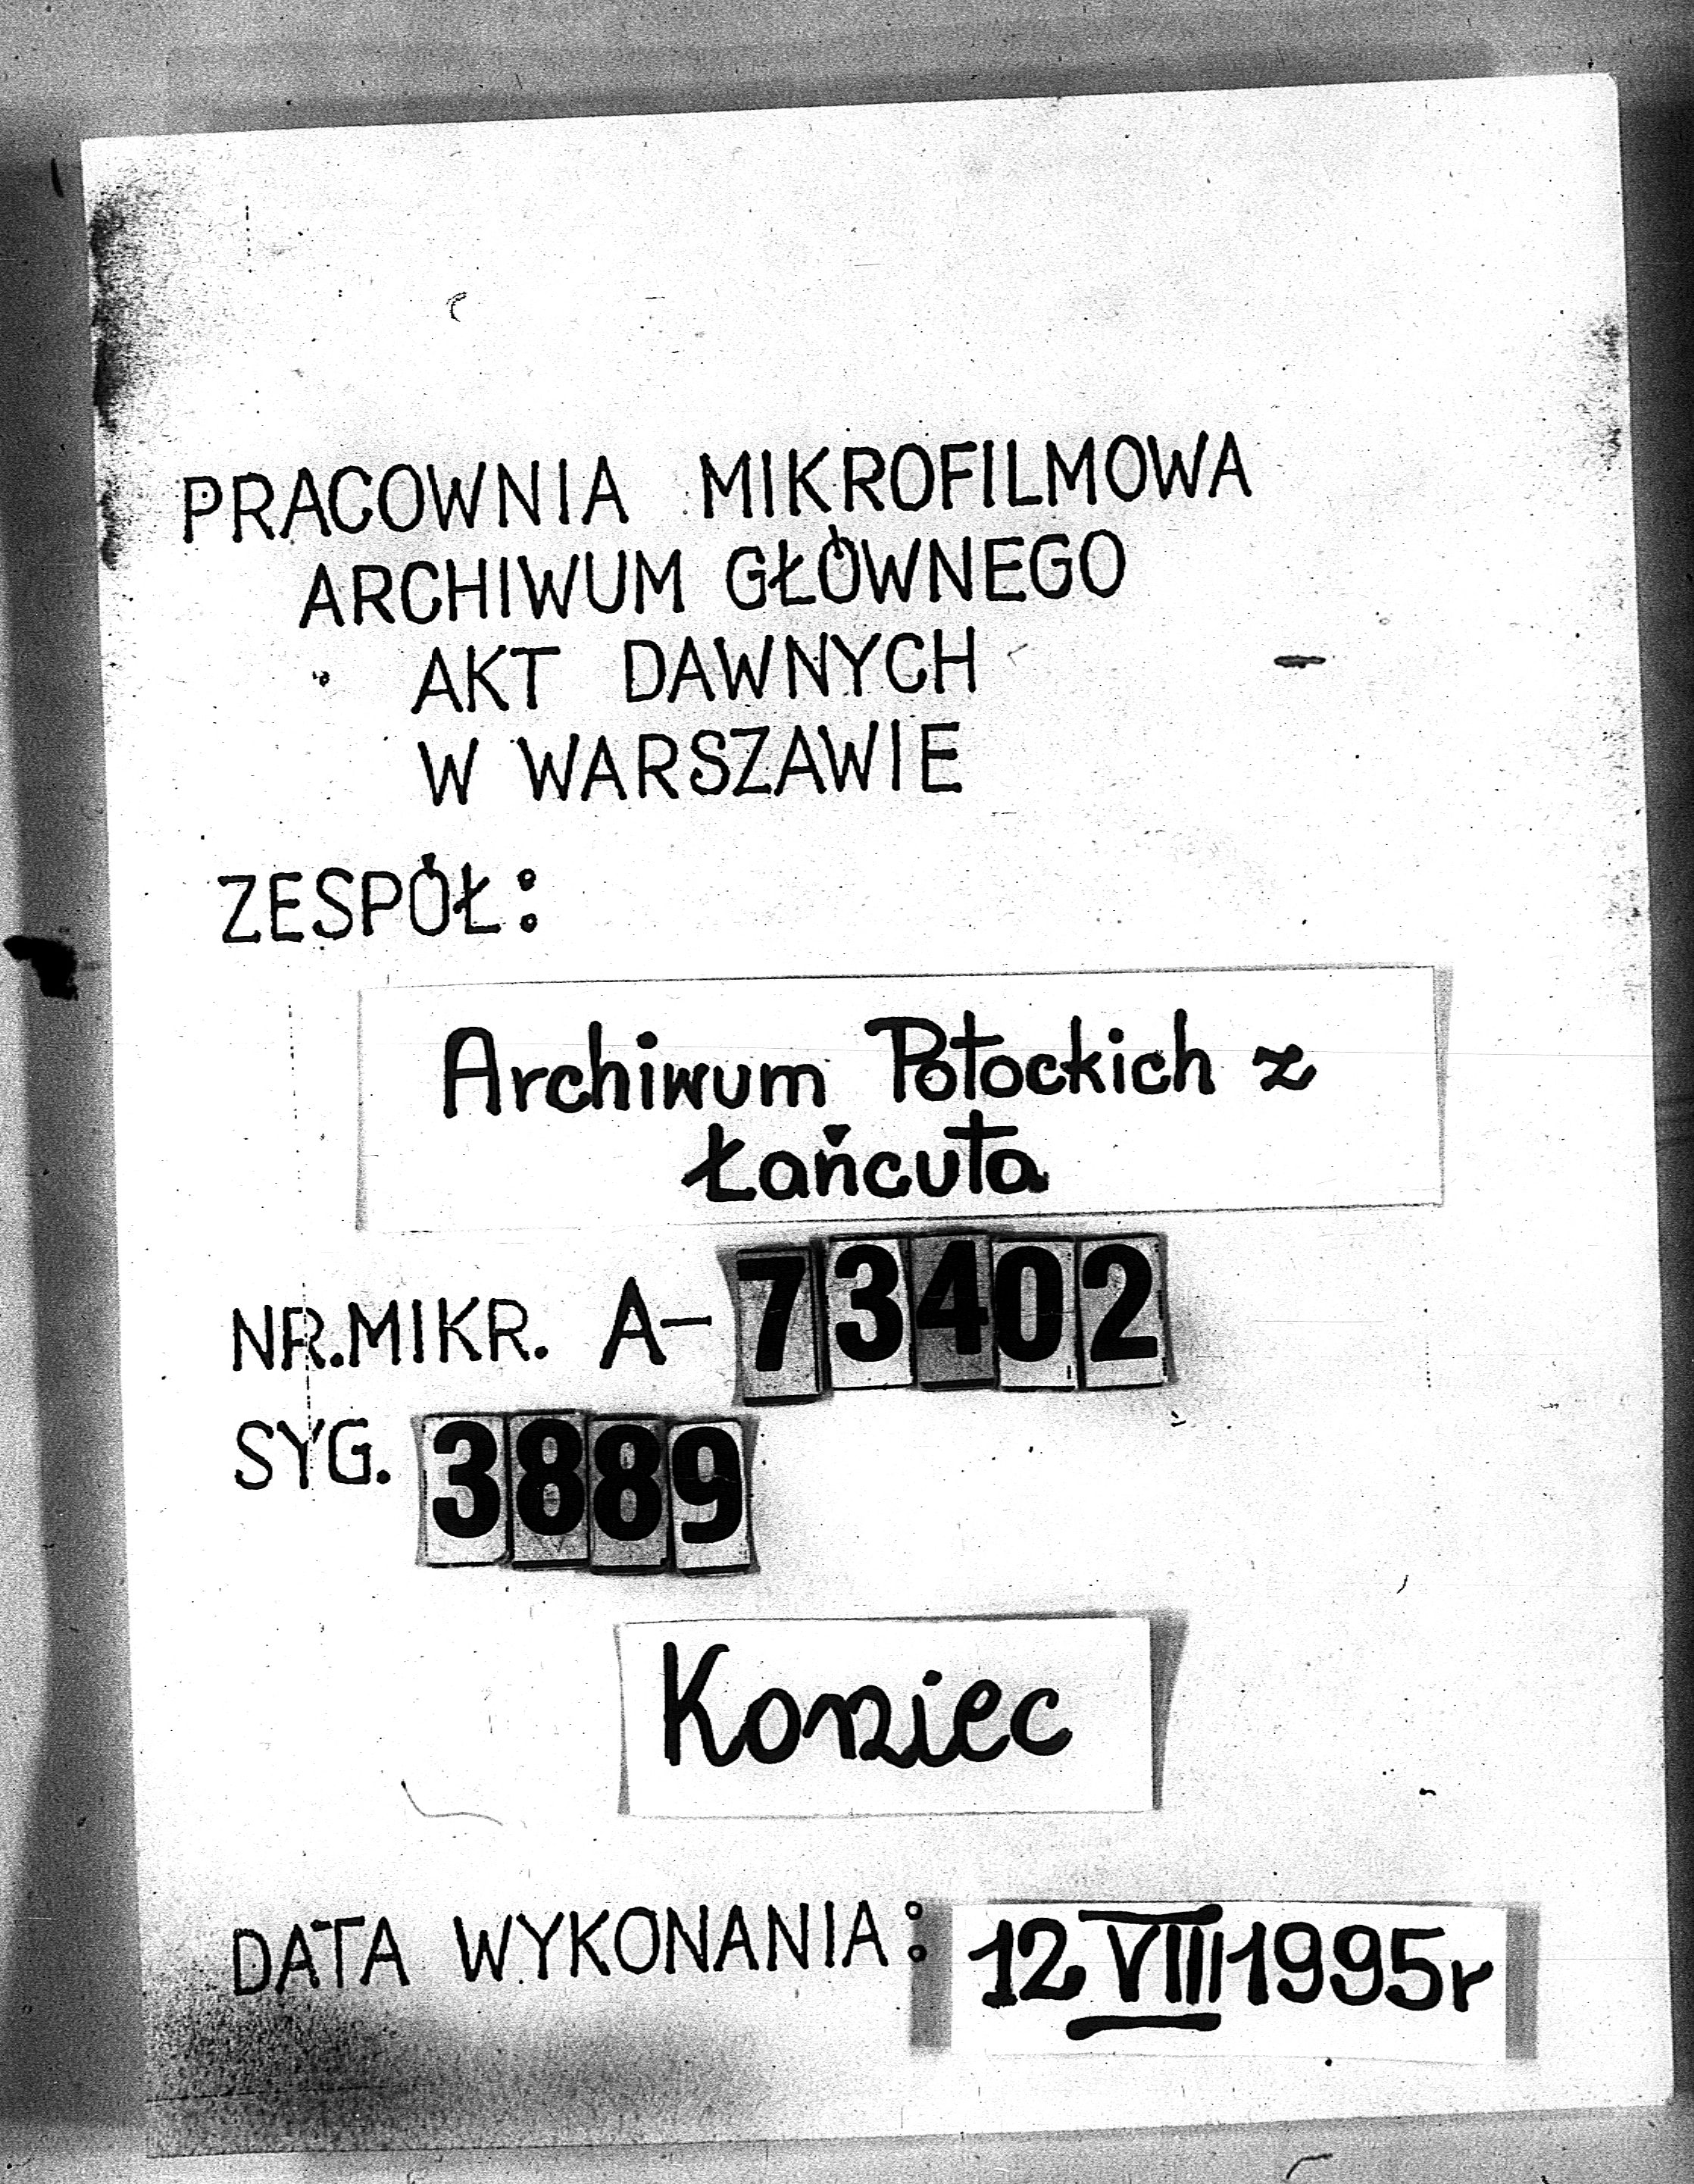 PRACOWNIA MIKROFILMOWA
ARCHIWUM GŁÓWNEGO
AKT DAWNYCH
W WARSZAWIE
ZESPÓŁ:
Archiwum Potockich z
Łańcuta
NR.MIKR. A-73402
SYG. 3889
Koniec
DATA WYKONANIA: 12 VIII 1995r